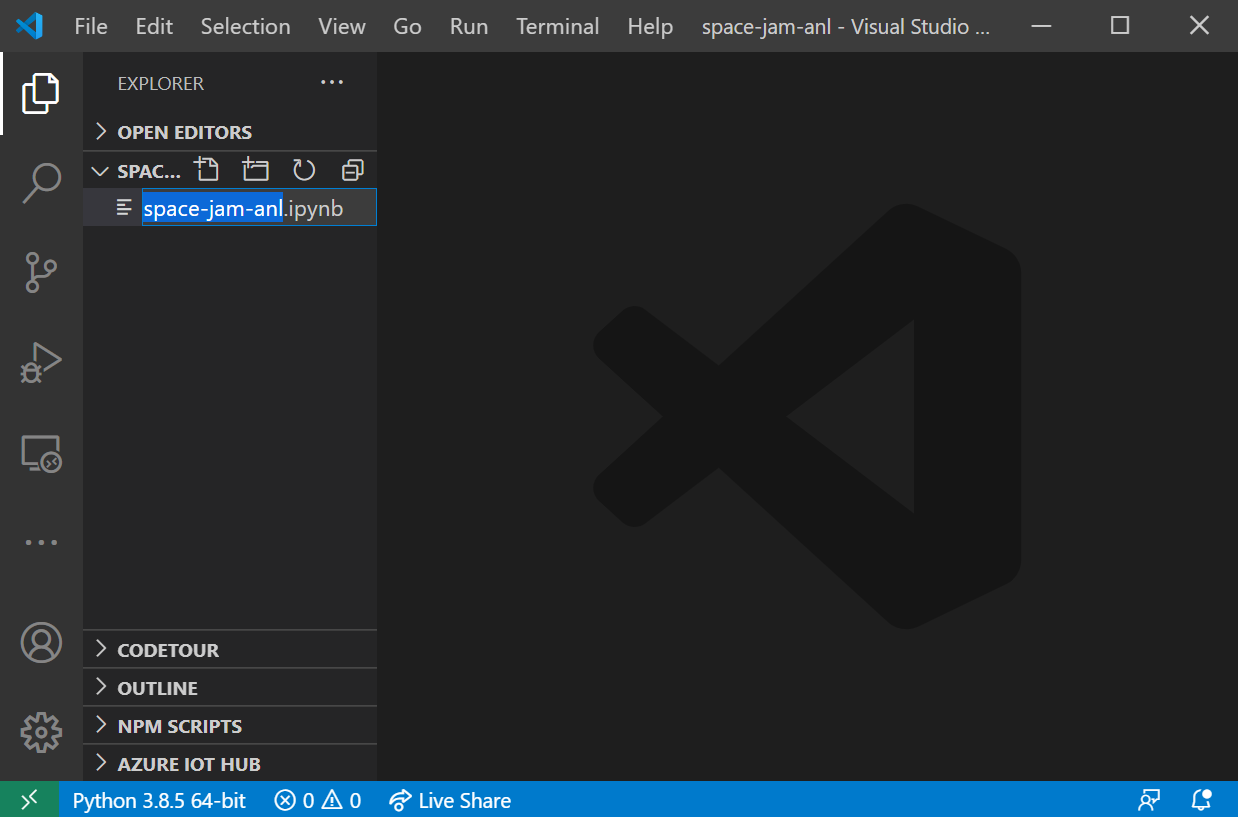 File Edit Selection View Go Run Terminal Help space-jam-anl - Visual Studio ...
EXPLORER
OPEN EDITORS
SPAC...
space-jam-anl.ipynb
CODETOUR
OUTLINE
NPM SCRIPTS
AZURE IOT HUB
Python 3.8.5 64-bit 0 0 Live Share